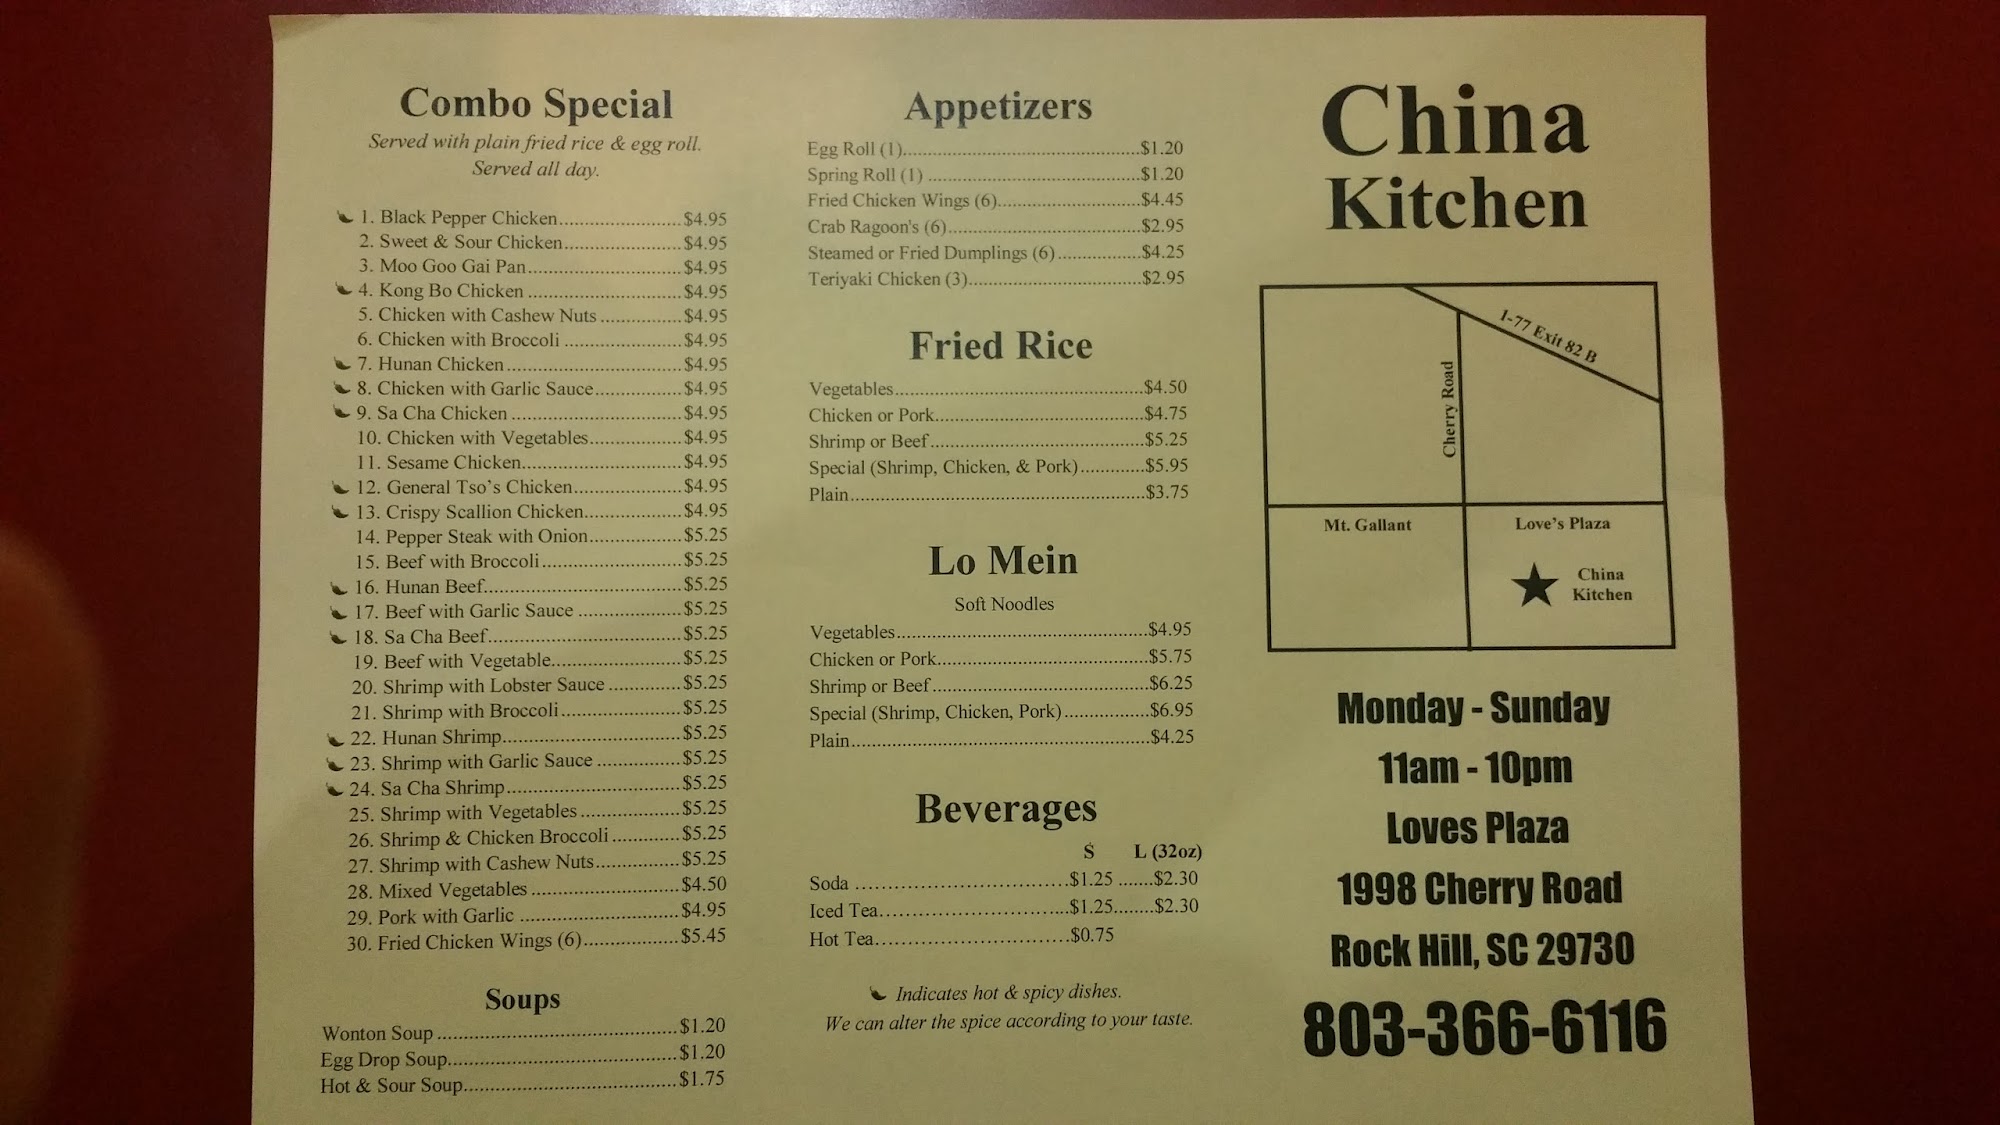 Combo Special
Served with plain fried rice & egg roll.
Served all day.
1. Black Pepper Chicken....................$4.95
2. Sweet & Sour Chicken....................$4.95
3. Moo Goo Gai Pan....................$4.95
4. Kong Bo Chicken ....................$4.95
5. Chicken with Cashew Nuts ....................$4.95
6. Chicken with Broccoli ....................$4.95
7. Hunan Chicken....................$4.95
8. Chicken with Garlic Sauce....................$4.95
9. Sa Cha Chicken ....................$4.95
10. Chicken with Vegetables....................$4.95
11. Sesame Chicken....................$4.95
12. General Tso's Chicken....................$4.95
13. Crispy Scallion Chicken....................$4.95
14. Pepper Steak with Onion....................$5.25
15. Beef with Broccoli....................$5.25
16. Hunan Beef....................$5.25
17. Beef with Garlic Sauce ....................$5.25
18. Sa Cha Beef....................$5.25
19. Beef with Vegetable....................$5.25
20. Shrimp with Lobster Sauce ....................$5.25
21. Shrimp with Broccoli....................$5.25
22. Hunan Shrimp....................$5.25
23. Shrimp with Garlic Sauce ....................$5.25
24. Sa Cha Shrimp....................$5.25
25. Shrimp with Vegetables ....................$5.25
26. Shrimp & Chicken Broccoli ....................$5.25
27. Shrimp with Cashew Nuts....................$5.25
28. Mixed Vegetables ....................$4.50
29. Pork with Garlic ....................$4.95
30. Fried Chicken Wings (6)....................$5.45
Soups
Wonton Soup ....................$1.20
Egg Drop Soup....................$1.20
Hot & Sour Soup....................$1.75
Appetizers
Egg Roll (1)....................$1.20
Spring Roll (1) ....................$1.20
Fried Chicken Wings (6)....................$4.45
Crab Ragoon's (6)....................$2.95
Steamed or Fried Dumplings (6)....................$4.25
Teriyaki Chicken (3)....................$2.95
Fried Rice
Vegetables....................$4.50
Chicken or Pork....................$4.75
Shrimp or Beef....................$5.25
Special (Shrimp, Chicken, & Pork)....................$5.95
Plain....................$3.75
Lo Mein
Soft Noodles
Vegetables....................$4.95
Chicken or Pork....................$5.75
Shrimp or Beef....................$6.25
Special (Shrimp, Chicken, Pork)....................$6.95
Plain....................$4.25
Beverages
S L (32oz)
Soda ....................$1.25 .......$2.30
Iced Tea....................$1.25........$2.30
Hot Tea....................$0.75
Indicates hot & spicy dishes.
We can alter the spice according to your taste.
China
Kitchen
I-77 Exit 82 B
Cherry Road
Mt. Gallant
Love's Plaza
China
Kitchen
Monday - Sunday
11am - 10pm
Loves Plaza
1998 Cherry Road
Rock Hill, SC 29730
803-366-6116